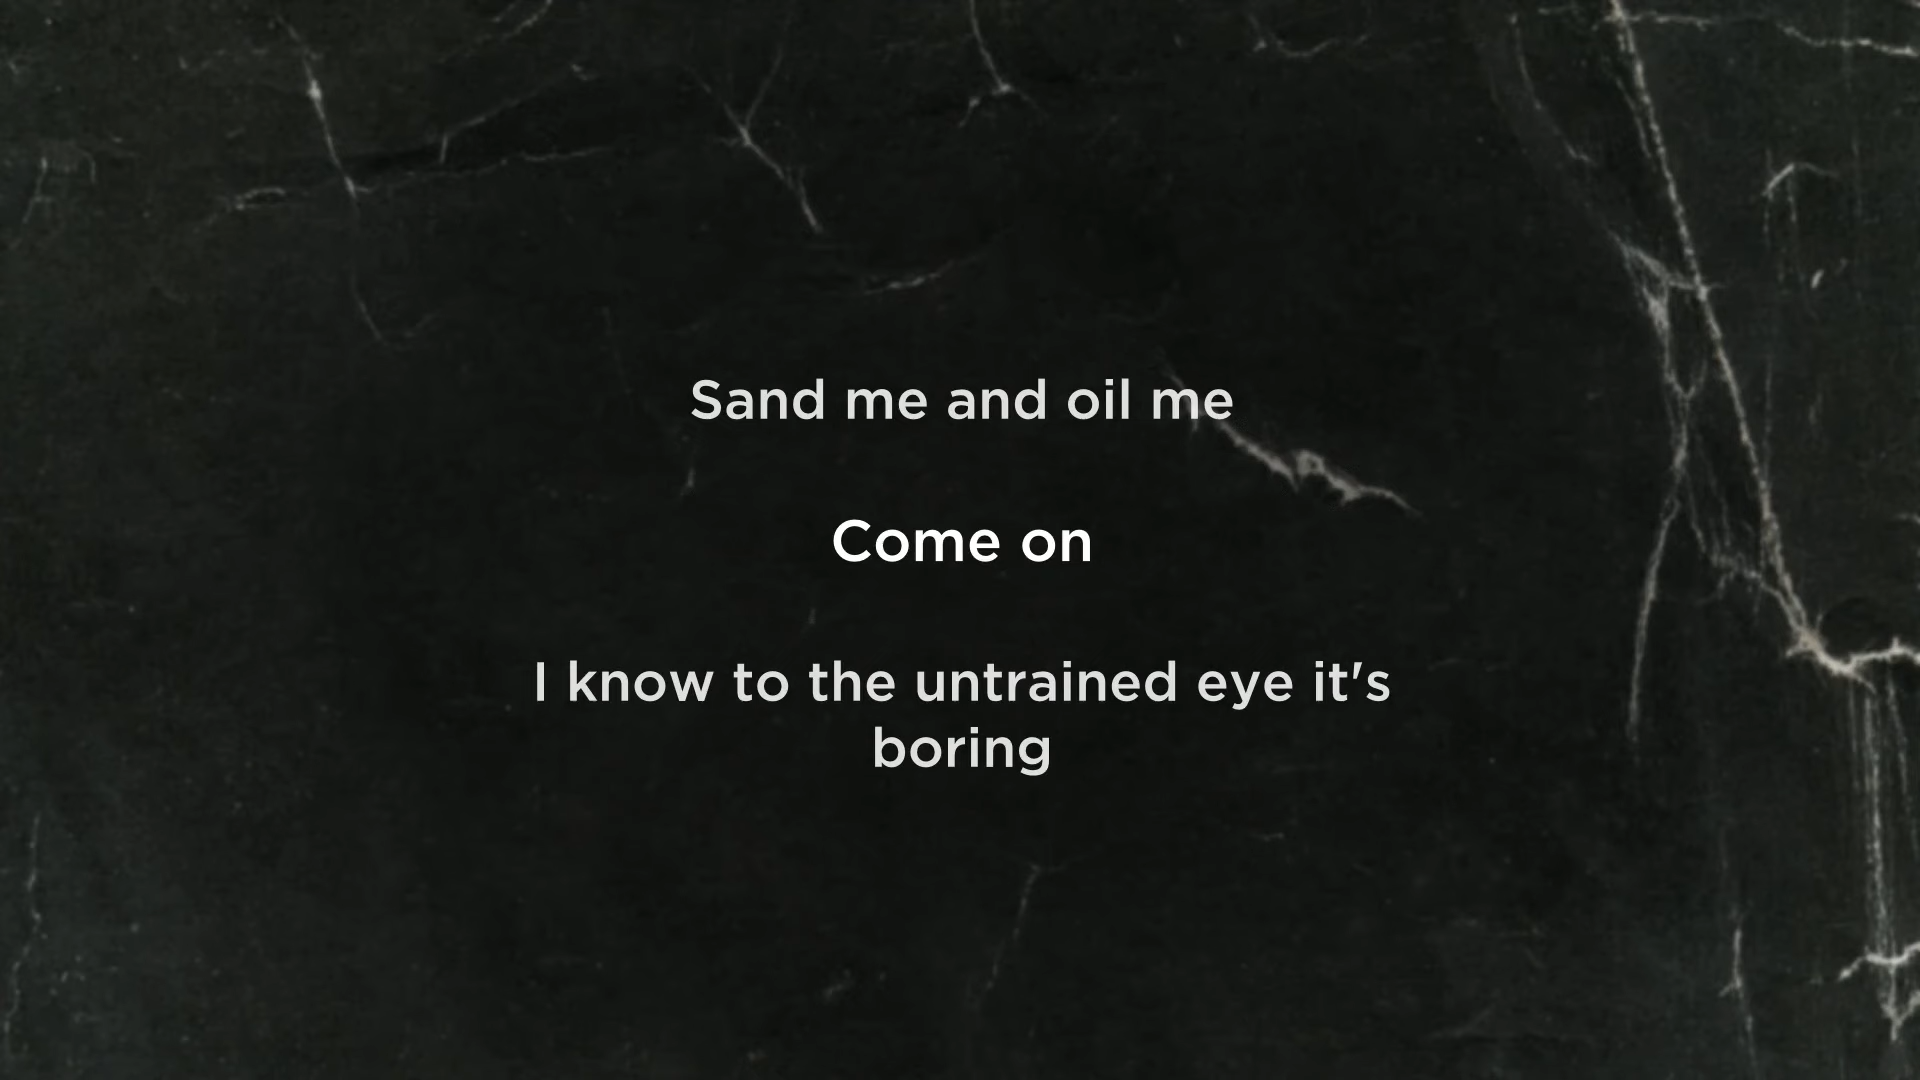 Sand me and oil me
Come on
I know to the untrained eye it's
boring